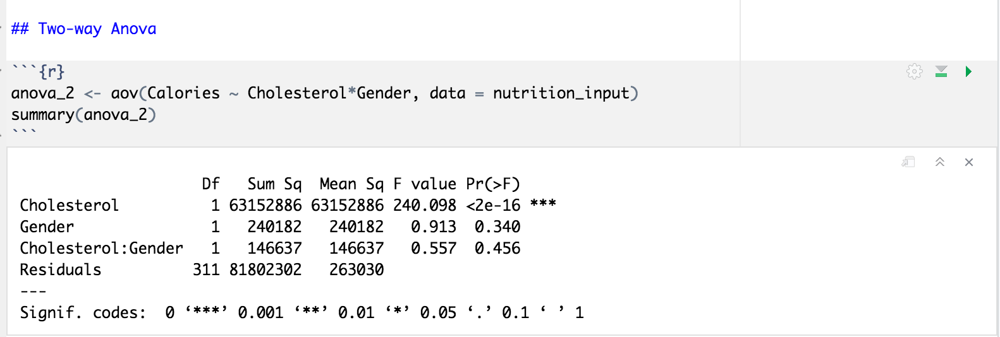 ## Two-way Anova
```{r}
anova_2 <- aov(Calories ~ Cholesterol*Gender, data = nutrition_input)
summary(anova_2)
```
                    Df   Sum Sq  Mean Sq F value Pr(>F)
Cholesterol          1 63152886 63152886 240.098 <2e-16 ***
Gender               1   240182   240182   0.913  0.340
Cholesterol:Gender   1   146637   146637   0.557  0.456
Residuals          311 81802302   263030
---
Signif. codes:  0 ‘***’ 0.001 ‘**’ 0.01 ‘*’ 0.05 ‘.’ 0.1 ‘ ’ 1